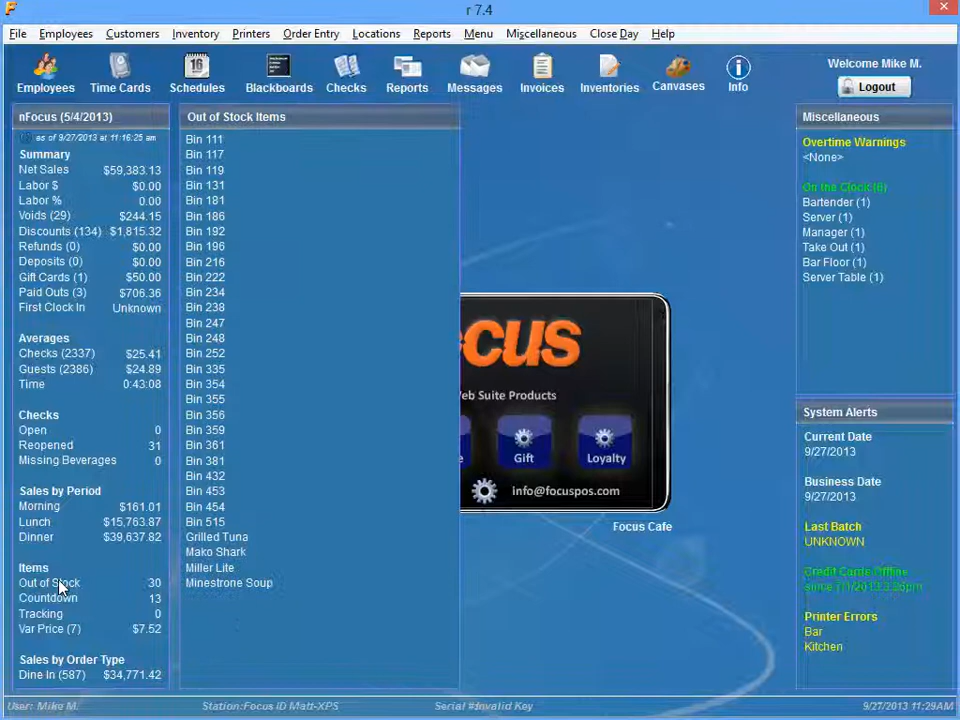 r 7.4
File Employees Customers Inventory Printers Order Entry Locations Reports Menu Miscellaneous Close Day Help
Employees Time Cards Schedules Blackboards Checks Reports Messages Invoices Inventories Canvases Info
16
Welcome Mike M.
Logout
nFocus (5/4/2013)
as of 9/27/2013 at 11:16:25 am
Summary
Net Sales $59,383.13
Labor $ $0.00
Labor % 0.00
Voids (29) $244.15
Discounts (134) $1,815.32
Refunds (0) $0.00
Deposits (0) $0.00
Gift Cards (1) $50.00
Paid Outs (3) $706.36
First Clock In Unknown
Averages
Checks (2337) $25.41
Guests (2386) $24.89
Time 0:43:08
Checks
Open 0
Reopened 31
Missing Beverages 0
Sales by Period
Morning $161.01
Lunch $15,763.87
Dinner $39,637.82
Items
Out of Stock 30
Countdown 13
Tracking 0
Var Price (7) $7.52
Sales by Order Type
Dine In (587) $34,771.42
Out of Stock Items
Bin 111
Bin 117
Bin 119
Bin 131
Bin 181
Bin 186
Bin 192
Bin 196
Bin 216
Bin 222
Bin 234
Bin 238
Bin 247
Bin 248
Bin 252
Bin 335
Bin 354
Bin 355
Bin 356
Bin 359
Bin 361
Bin 381
Bin 432
Bin 453
Bin 454
Bin 515
Grilled Tuna
Mako Shark
Miller Lite
Minestrone Soup
ocus
Web Suite Products
e Gift Loyalty
info@focuspos.com
Focus Cafe
Miscellaneous
Overtime Warnings
<None>
On the Clock (6)
Bartender (1)
Server (1)
Manager (1)
Take Out (1)
Bar Floor (1)
Server Table (1)
System Alerts
Current Date
9/27/2013
Business Date
9/27/2013
Last Batch
UNKNOWN
Credit Cards Offline
Printer Errors
Bar
Kitchen
User: Mike M. Station:Focus ID Matt-XPS Serial #Invalid Key 9/27/2013 11:29AM